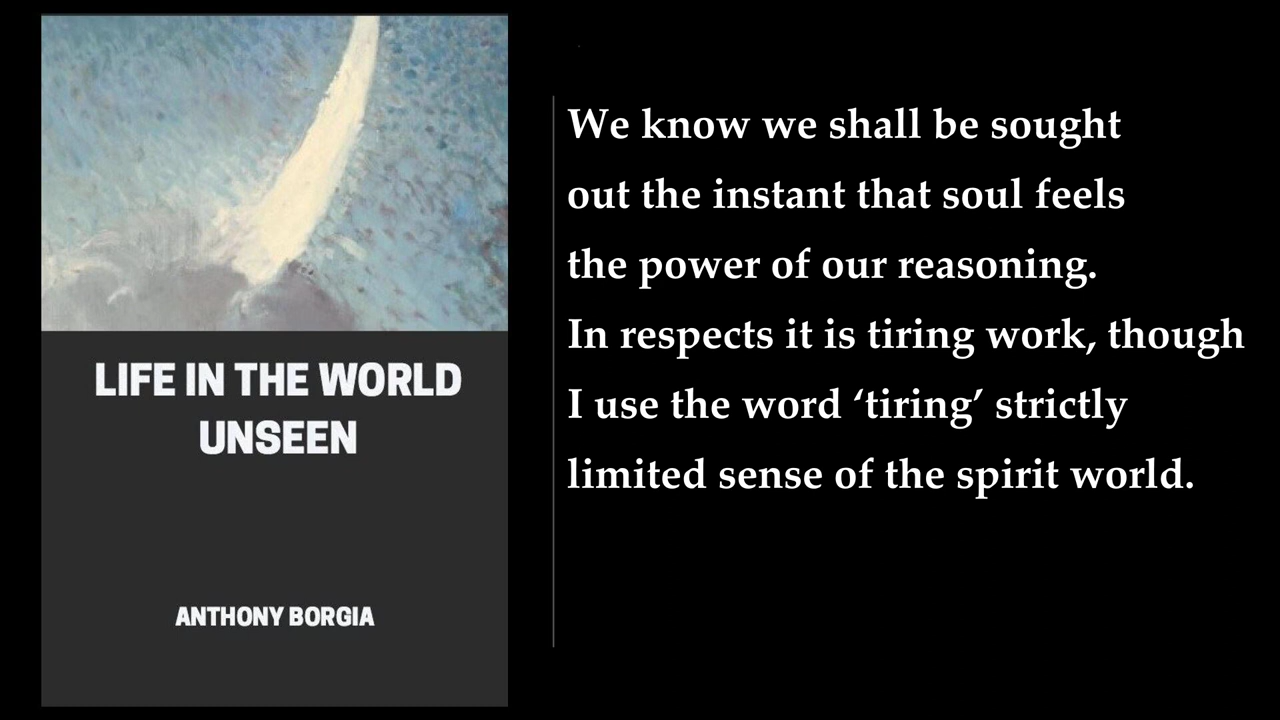 LIFE IN THE WORLD
UNSEEN
ANTHONY BORGIA
We know we shall be sought
out the instant that soul feels
the power of our reasoning.
In respects it is tiring work, though
I use the word ‘tiring’ strictly
limited sense of the spirit world.